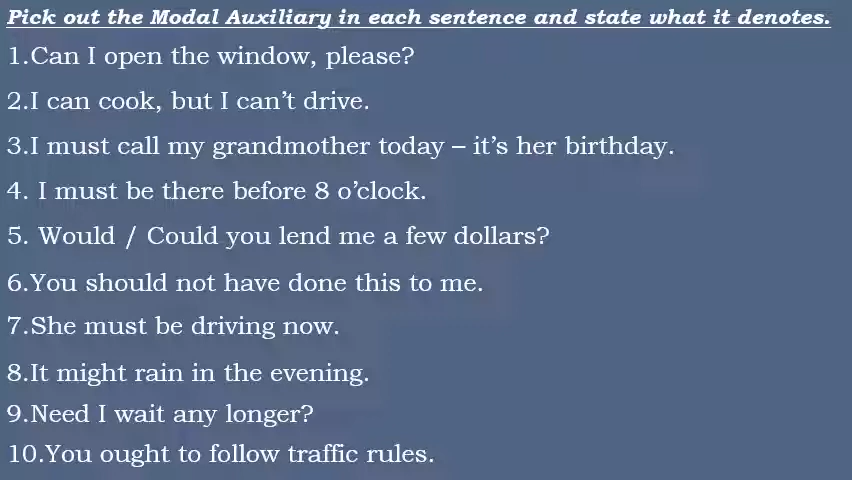 Pick out the Modal Auxiliary in each sentence and state what it denotes.
1.Can I open the window, please?
2.I can cook, but I can’t drive.
3.I must call my grandmother today – it’s her birthday.
4. I must be there before 8 o’clock.
5. Would / Could you lend me a few dollars?
6.You should not have done this to me.
7.She must be driving now.
8.It might rain in the evening.
9.Need I wait any longer?
10.You ought to follow traffic rules.